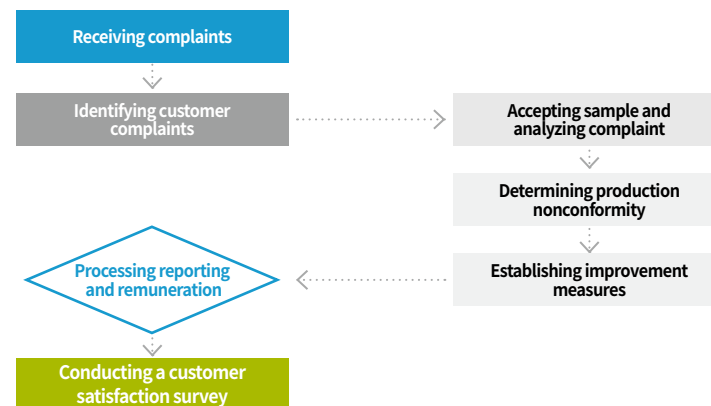 Receiving complaints
Identifying customer
complaints
Accepting sample and
analyzing complaint
Determining production
nonconformity
Establishing improvement
measures
Processing reporting
and remuneration
Conducting a customer
satisfaction survey